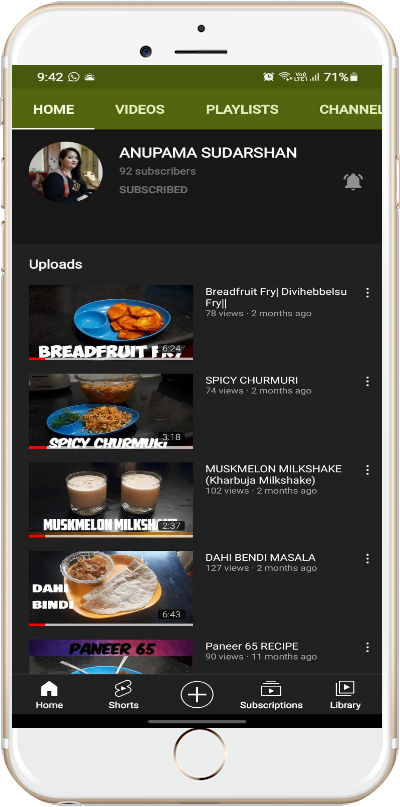 9:42 71%
HOME VIDEOS PLAYLISTS CHANNEL
ANUPAMA SUDARSHAN
92 subscribers
SUBSCRIBED
Uploads
Breadfruit Fry| Divihebbelsu
Fry||
78 views · 2 months ago
BREADFRUIT FRY
6:24
SPICY CHURMURI
74 views · 2 months ago
SPICY CHURMURI
3:18
MUSKMELON MILKSHAKE
(Kharbuja Milkshake)
102 views · 2 months ago
MUSKMELON MILKSH
2:37
DAHI BENDI MASALA
127 views · 2 months ago
DAHI
BENDI
6:43
PANEER 65
Paneer 65 RECIPE
90 views · 11 months ago
Home Shorts Subscriptions Library